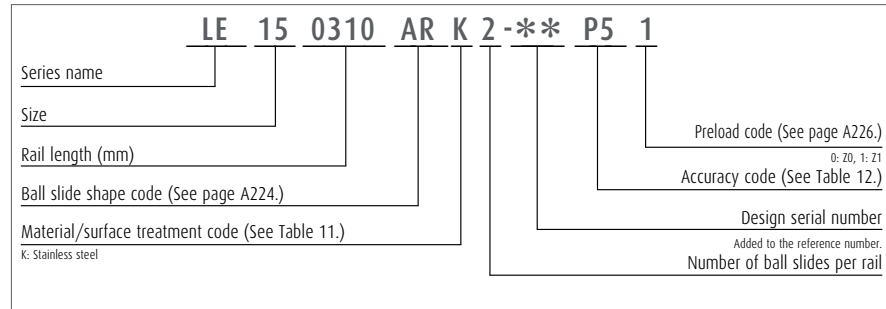 LE 15 0310 AR K 2 -** P5 1
Series name
Size
Rail length (mm)
Ball slide shape code (See page A224.)
Material/surface treatment code (See Table 11.)
K: Stainless steel
Preload code (See page A226.)
0: Z0, 1: Z1
Accuracy code (See Table 12.)
Design serial number
Added to the reference number.
Number of ball slides per rail